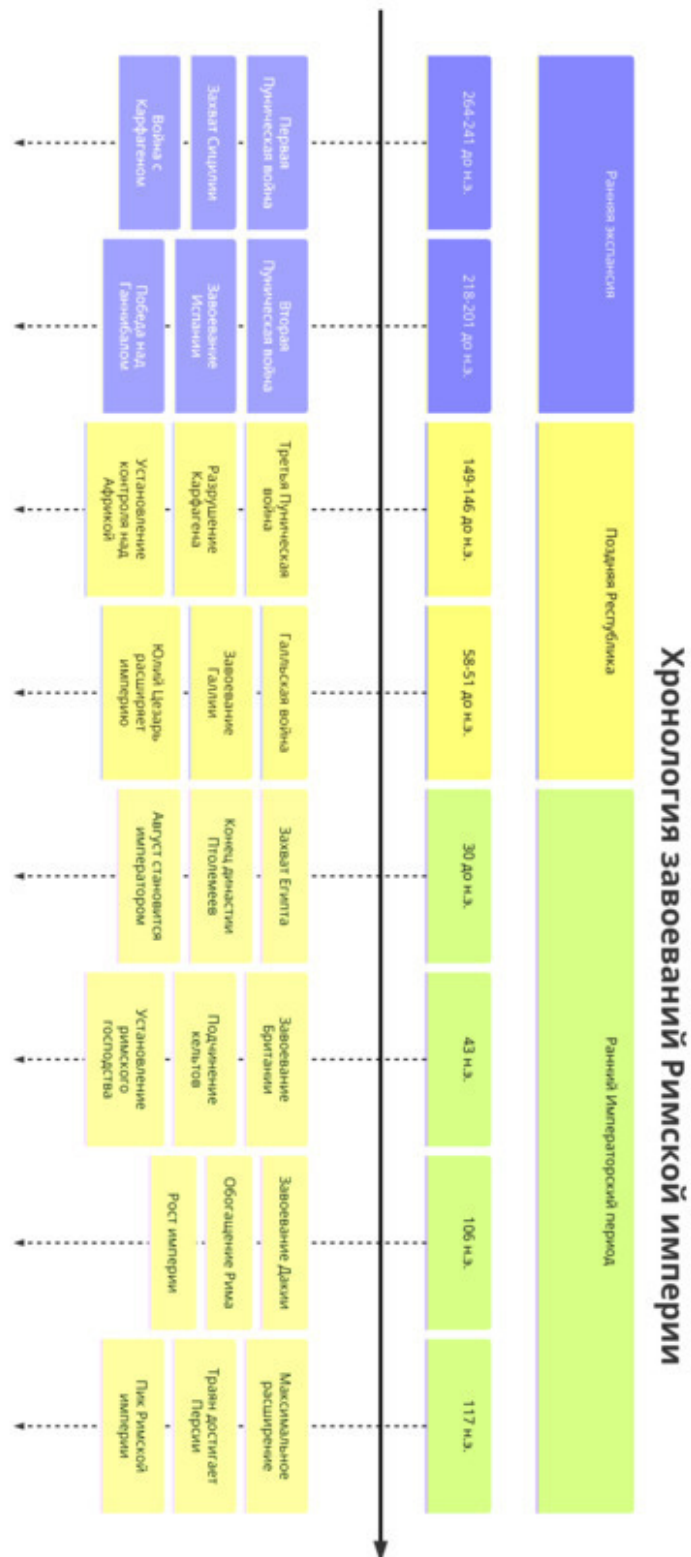 Хронология завоеваний Римской империи
Ранняя экспансия
Поздняя Республика
Ранний Императорский период
264-241 до н.э.
218-201 до н.э.
149-146 до н.э.
58-51 до н.э.
30 до н.э.
43 н.э.
106 н.э.
117 н.э.
Первая
Пуническая война
Захват Сицилии
Война с
Карфагеном
Вторая
Пуническая война
Завоевание
Испании
Победа над
Ганнибалом
Третья Пуническая
война
Разрушение
Карфагена
Установление
контроля над
Африкой
Галльская война
Завоевание
Галлии
Юлий Цезарь
расширяет
империю
Захват Египта
Конец династии
Птолемеев
Август становится
императором
Завоевание
Британии
Подчинение
кельтов
Установление
римского
господства
Завоевание Дакии
Обогащение Рима
Рост империи
Максимальное
расширение
Траян достигает
Персии
Пик Римской
империи